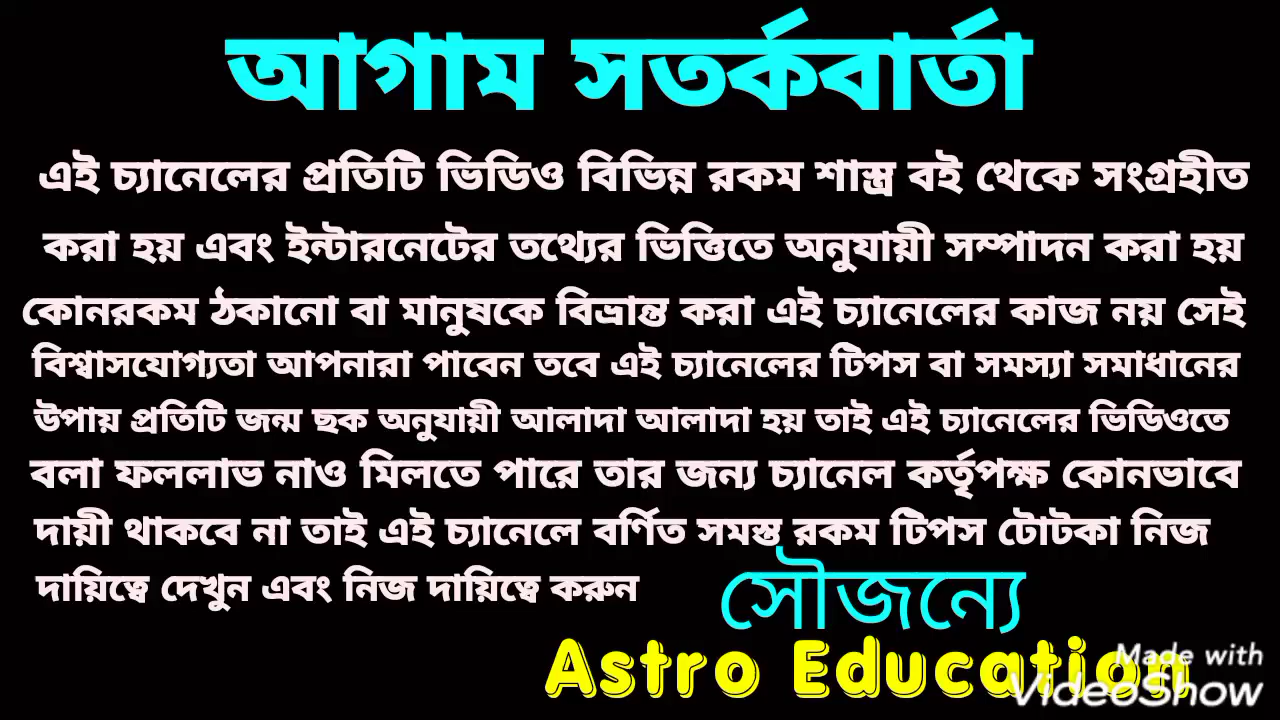 আগাম সতর্কবার্তা
এই চ্যানেলের প্রতিটি ভিডিও বিভিন্ন রকম শাস্ত্র বই থেকে সংগ্রহীত
করা হয় এবং ইন্টারনেটের তথ্যের ভিত্তিতে অনুযায়ী সম্পাদন করা হয়
কোনরকম ঠকানো বা মানুষকে বিভ্রান্ত করা এই চ্যানেলের কাজ নয় সেই
বিশ্বাসযোগ্যতা আপনারা পাবেন তবে এই চ্যানেলের টিপস বা সমস্যা সমাধানের
উপায় প্রতিটি জন্ম ছক অনুযায়ী আলাদা আলাদা হয় তাই এই চ্যানেলের ভিডিওতে
বলা ফললাভ নাও মিলতে পারে তার জন্য চ্যানেল কর্তৃপক্ষ কোনভাবে
দায়ী থাকবে না তাই এই চ্যানেলে বর্ণিত সমস্ত রকম টিপস টোটকা নিজ
দায়িত্বে দেখুন এবং নিজ দায়িত্বে করুন
সৌজন্যে
Astro Education
Made with
VideoShow